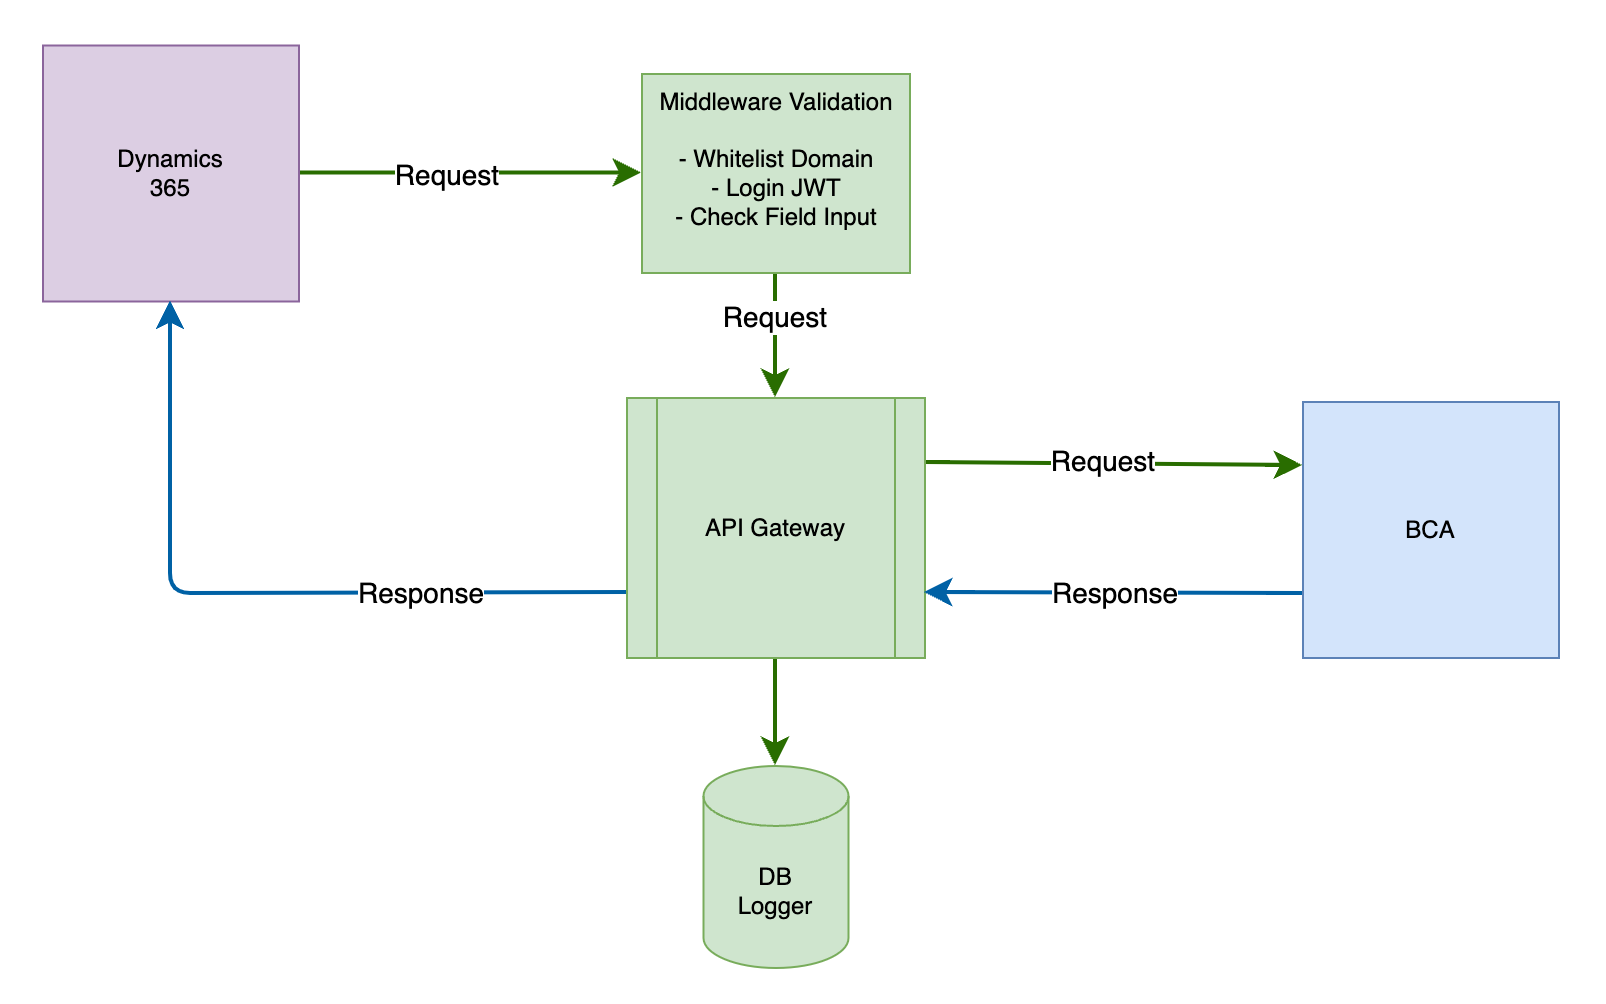 Dynamics
365
Request
Middleware Validation
- Whitelist Domain
- Login JWT
- Check Field Input
Request
API Gateway
Request
BCA
Response
Response
DB
Logger